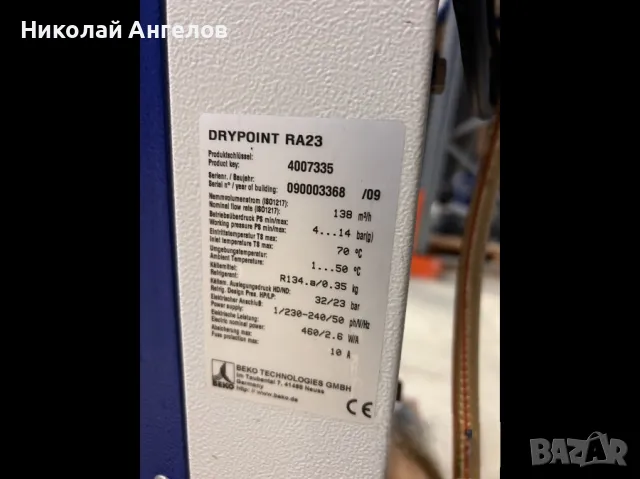 Николай Ангелов
DRYPOINT RA23
Produktschlüssel:
Product key: 4007335
Seriennr. / Baujahr:
Serial n° / year of building: 090003368 /09
Nennvolumenstrom (ISO1217):
Nominal flow rate (ISO1217): 138 m³/h
Betriebsüberdruck PS min/max:
Working pressure PS min/max: 4...14 bar(g)
Eintrittstemperatur TS max:
Inlet temperature TS max: 70 °C
Umgebungstemperatur:
Ambient Temperature: 1...50 °C
Kältemittel:
Refrigerant: R134.a/0.35 kg
Kältem. Auslegungsdruck HD/ND:
Refrig. Design Pres. HP/LP: 32/23 bar
Elektrischer Anschluß:
Power supply: 1/230-240/50 ph/V/Hz
Elektrische Leistung:
Electric nominal power: 460/2.6 W/A
Absicherung max:
Fuse protection max: 10 A
BEKO
BEKO TECHNOLOGIES GMBH
Im Taubental 7, 41468 Neuss
Germany
http://www.beko.de
CE
BAZAR